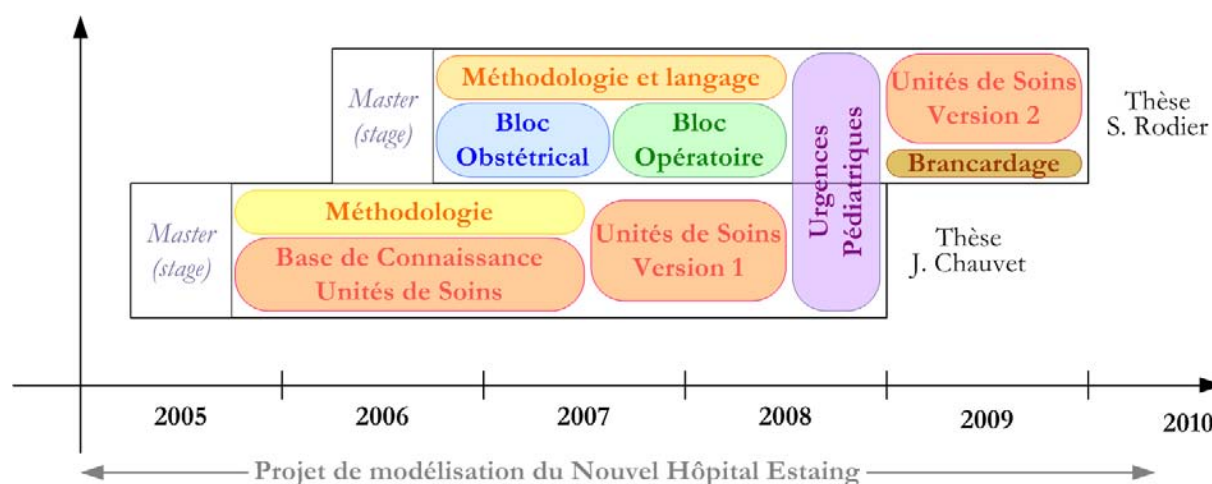 Master
(stage)
Méthodologie et langage
Bloc
Obstétrical
Bloc
Opératoire
Urgences
Pédiatriques
Unités de Soins
Version 2
Brancardage
Thèse
S. Rodier
Master
(stage)
Méthodologie
Base de Connaissance
Unités de Soins
Unités de Soins
Version 1
Thèse
J. Chauvet
2005 2006 2007 2008 2009 2010
Projet de modélisation du Nouvel Hôpital Estaing